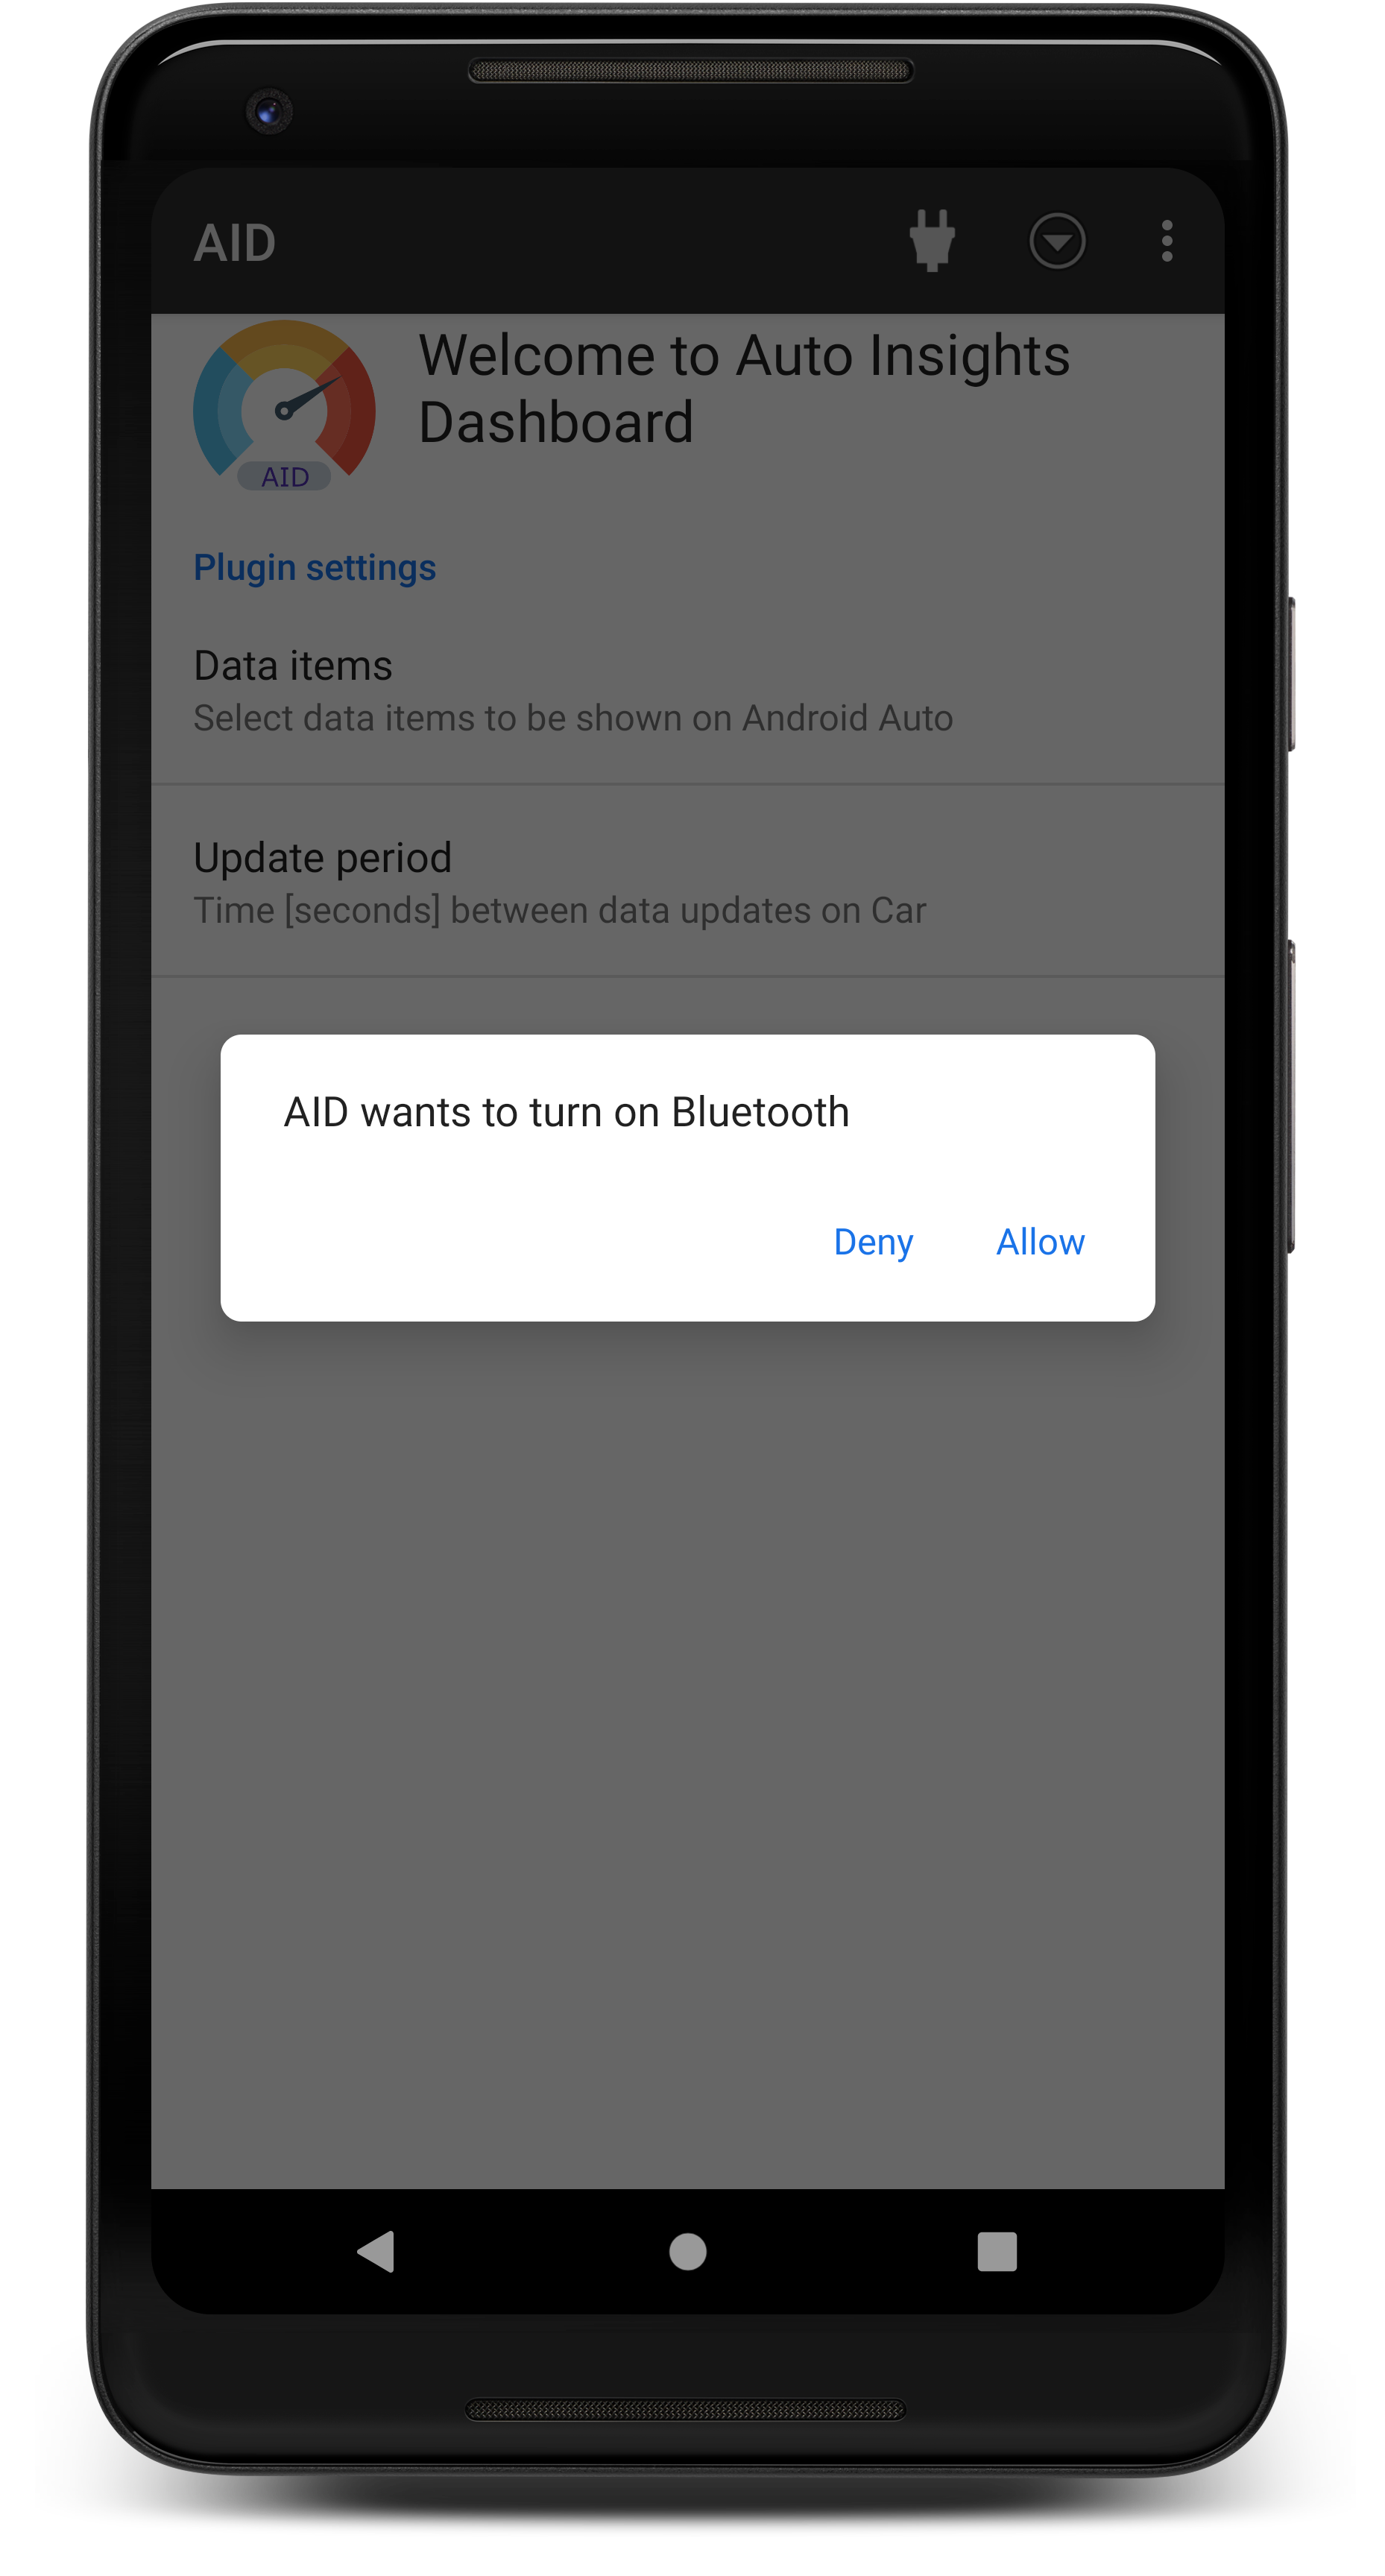 AID
Welcome to Auto Insights
Dashboard
AID
Plugin settings
Data items
Select data items to be shown on Android Auto
Update period
Time [seconds] between data updates on Car
AID wants to turn on Bluetooth
Deny Allow